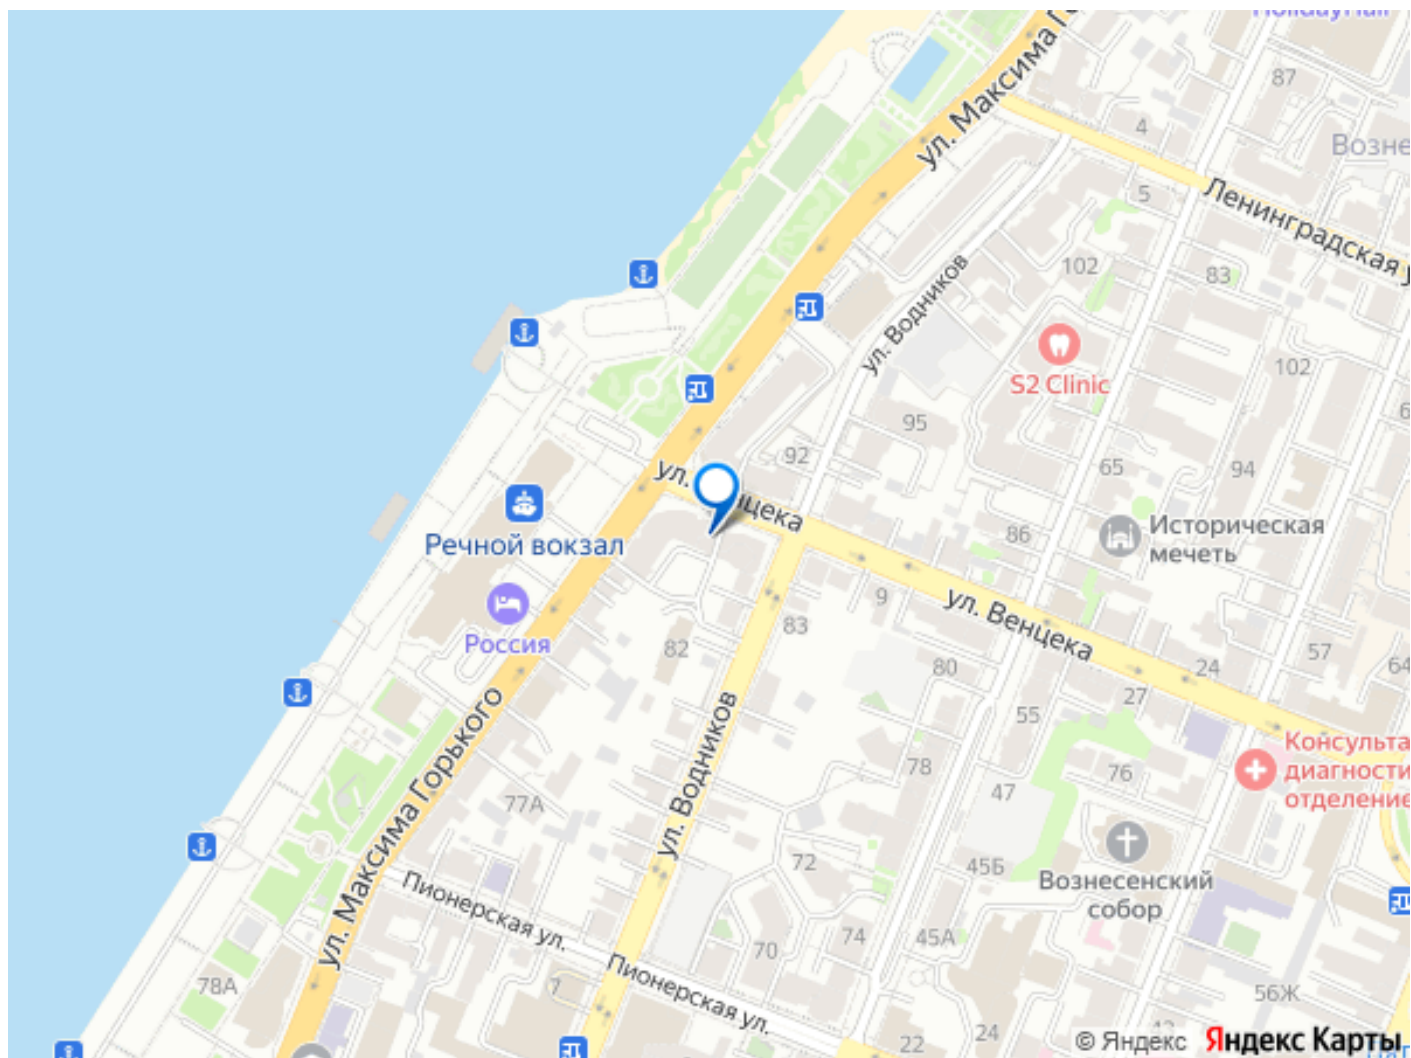 HolidayHall
87
ул. Максима Г
4
Возне
5
Ленинградская у
102
83
ул. Водников
S2 Clinic
102
95
92
65
94
ул. Венцека
Историческая
мечеть
86
Речной вокзал
Россия
9
ул. Венцека
83
82
80
24
57
64
27
55
ул. Максима Горького
ул. Водников
Консульта
диагности
отделение
78
76
47
77А
72
45Б
Вознесенский
собор
Пионерская ул.
70
74
45А
78А
7
Пионерская ул.
56Ж
22
24
© Яндекс Яндекс Карты